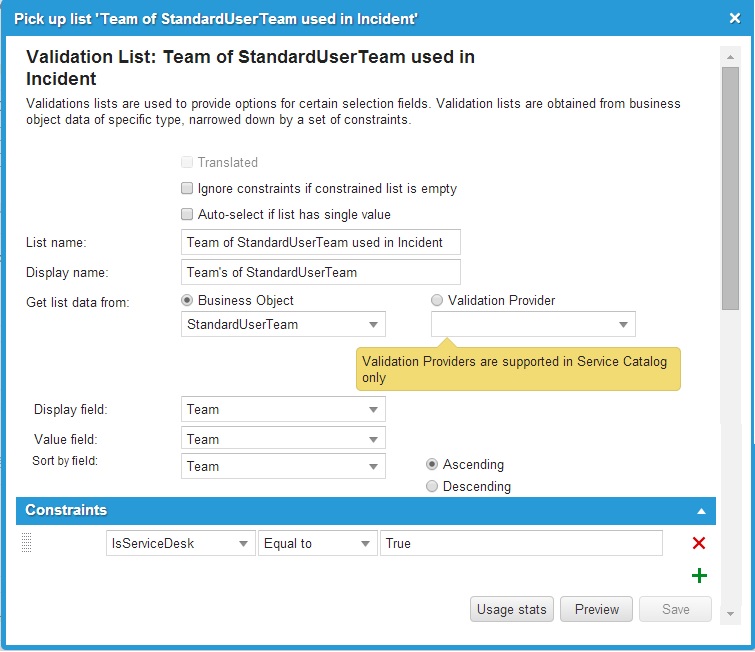 Pick up list 'Team of StandardUserTeam used in Incident'
Validation List: Team of StandardUserTeam used in
Incident
Validations lists are used to provide options for certain selection fields. Validation lists are obtained from business
object data of specific type, narrowed down by a set of constraints.
Translated
Ignore constraints if constrained list is empty
Auto-select if list has single value
List name: Team of StandardUserTeam used in Incident
Display name: Team's of StandardUserTeam
Get list data from: Business Object Validation Provider
StandardUserTeam
Validation Providers are supported in Service Catalog
only
Display field: Team
Value field: Team
Sort by field: Team Ascending
Descending
Constraints
IsServiceDesk Equal to True
Usage stats Preview Save